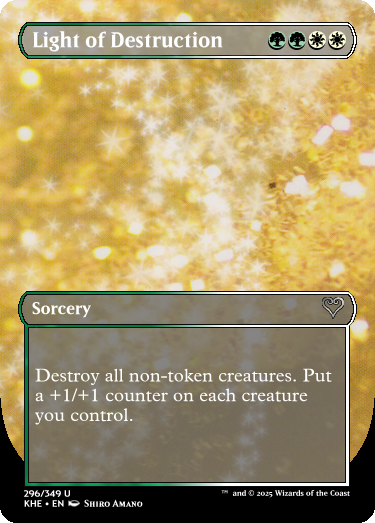 Light of Destruction
Sorcery
Destroy all non-token creatures. Put
a +1/+1 counter on each creature
you control.
296/349 U
KHE • EN Shiro Amano
™ and © 2025 Wizards of the Coast